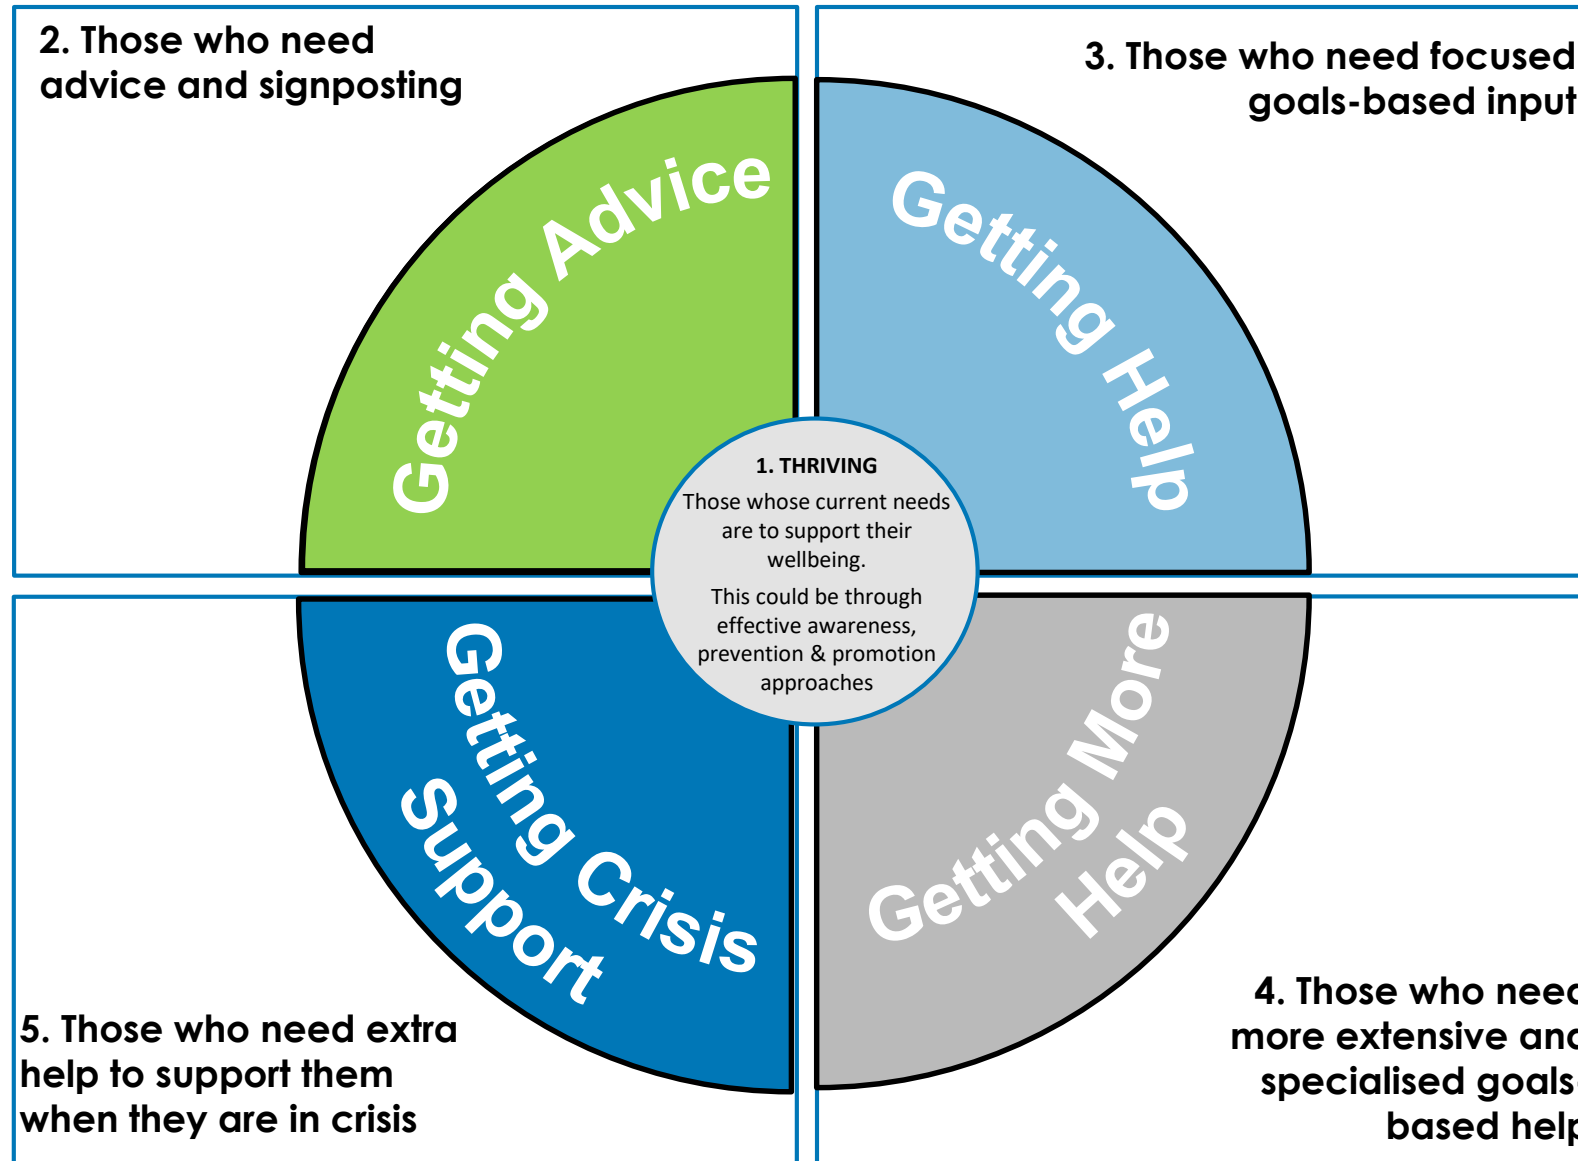 2. Those who need
advice and signposting
3. Those who need focused
goals-based input
Getting Advice
Getting Help
1. THRIVING
Those whose current needs
are to support their
wellbeing.
This could be through
effective awareness,
prevention & promotion
approaches
Getting Crisis
Support
Getting More
Help
5. Those who need extra
help to support them
when they are in crisis
4. Those who need
more extensive and
specialised goals-
based help